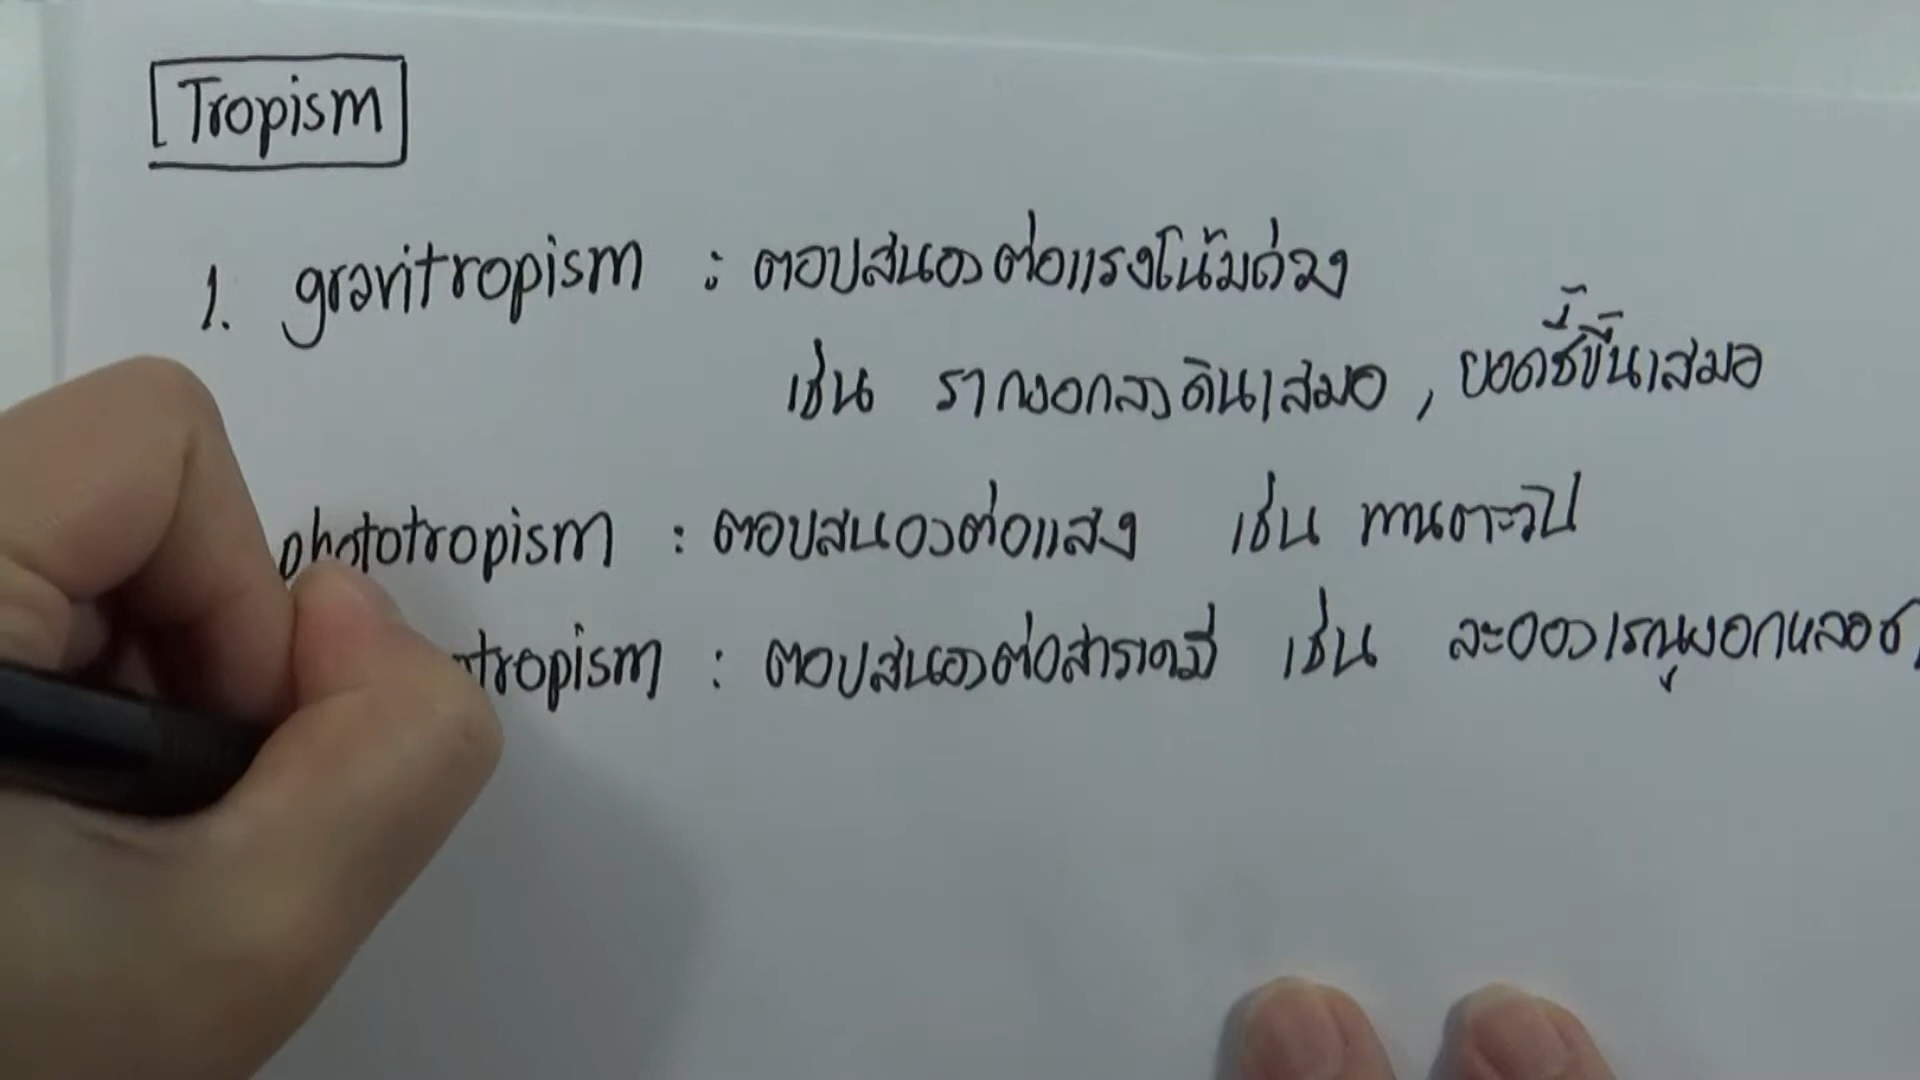 Tropism
1. gravitropism : ตอบสนองต่อแรงโน้มถ่วง
เช่น รากงอกลงดินเสมอ , ยอดชี้ขึ้นเสมอ
phototropism : ตอบสนองต่อแสง เช่น ทานตะวัน
tropism : ตอบสนองต่อสารเคมี เช่น ละอองเรณูงอกหลอด